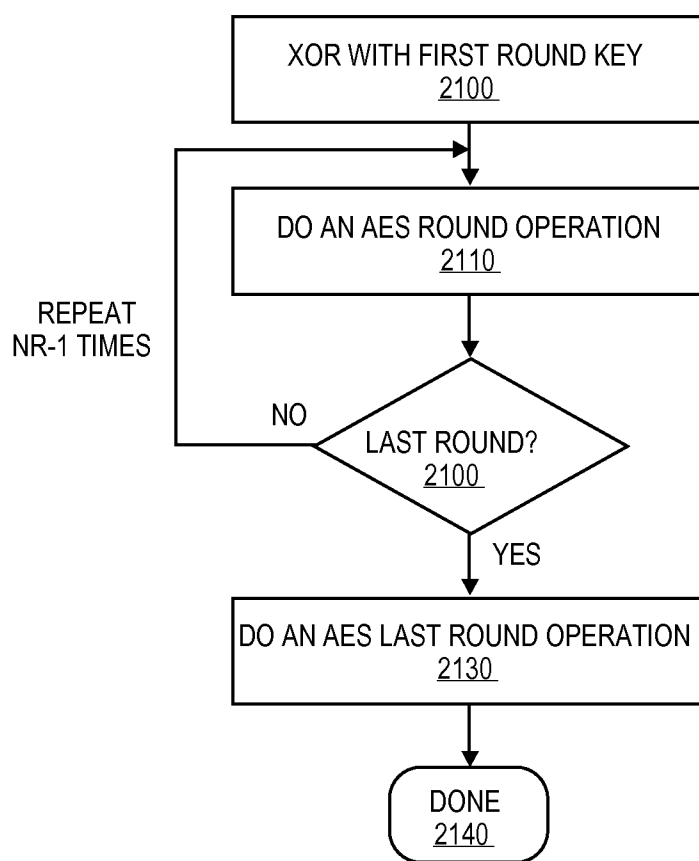 XOR WITH FIRST ROUND KEY
2100
DO AN AES ROUND OPERATION
2110
REPEAT
NR-1 TIMES
NO
LAST ROUND?
2100
YES
DO AN AES LAST ROUND OPERATION
2130
DONE
2140